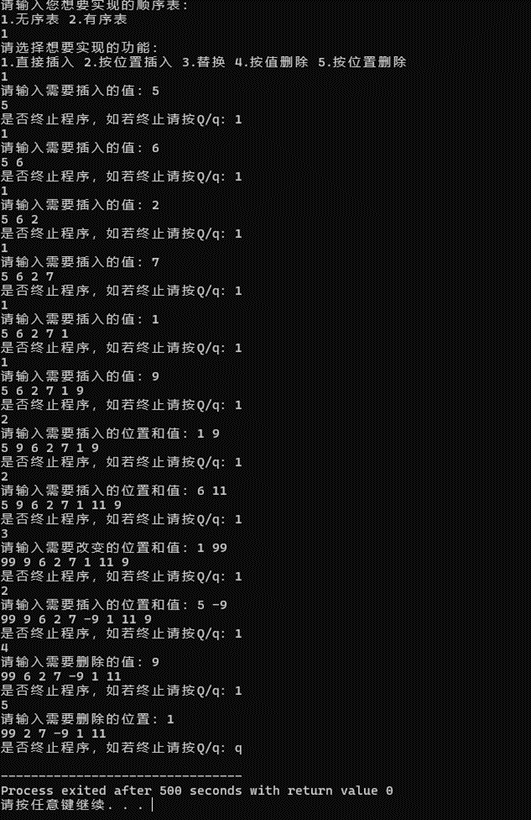 请输入您想要实现的顺序表:
1.无序表 2.有序表
1
请选择想要实现的功能:
1.直接插入 2.按位置插入 3.替换 4.按值删除 5.按位置删除
1
请输入需要插入的值: 5
5
是否终止程序, 如若终止请按Q/q: 1
1
请输入需要插入的值: 6
5 6
是否终止程序, 如若终止请按Q/q: 1
1
请输入需要插入的值: 2
5 6 2
是否终止程序, 如若终止请按Q/q: 1
1
请输入需要插入的值: 7
5 6 2 7
是否终止程序, 如若终止请按Q/q: 1
1
请输入需要插入的值: 1
5 6 2 7 1
是否终止程序, 如若终止请按Q/q: 1
1
请输入需要插入的值: 9
5 6 2 7 1 9
是否终止程序, 如若终止请按Q/q: 1
2
请输入需要插入的位置和值: 1 9
5 9 6 2 7 1 9
是否终止程序, 如若终止请按Q/q: 1
2
请输入需要插入的位置和值: 6 11
5 9 6 2 7 1 11 9
是否终止程序, 如若终止请按Q/q: 1
3
请输入需要改变的位置和值: 1 99
99 9 6 2 7 1 11 9
是否终止程序, 如若终止请按Q/q: 1
2
请输入需要插入的位置和值: 5 -9
99 9 6 2 7 -9 1 11 9
是否终止程序, 如若终止请按Q/q: 1
4
请输入需要删除的值: 9
99 6 2 7 -9 1 11
是否终止程序, 如若终止请按Q/q: 1
5
请输入需要删除的位置: 1
99 2 7 -9 1 11
是否终止程序, 如若终止请按Q/q: q
--------------------------------
Process exited after 500 seconds with return value 0
请按任意键继续. . .